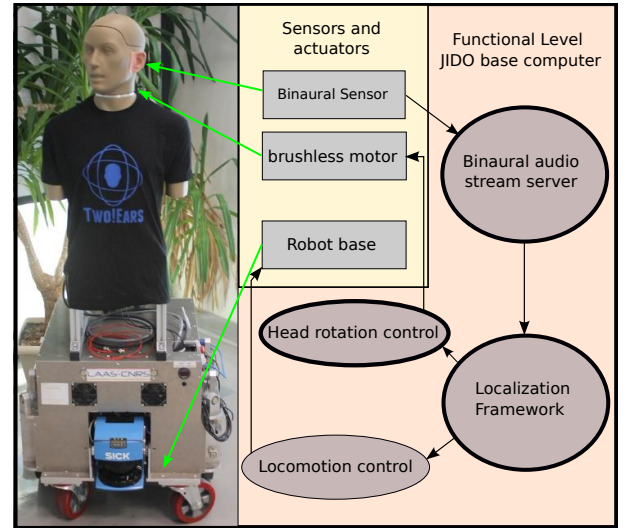 Sensors and
actuators
Functional Level
JIDO base computer
Binaural Sensor
brushless motor
Binaural audio
stream server
TWO!EARS
Robot base
Head rotation control
LAAS-CNRS
Localization
Framework
SICK
Locomotion control